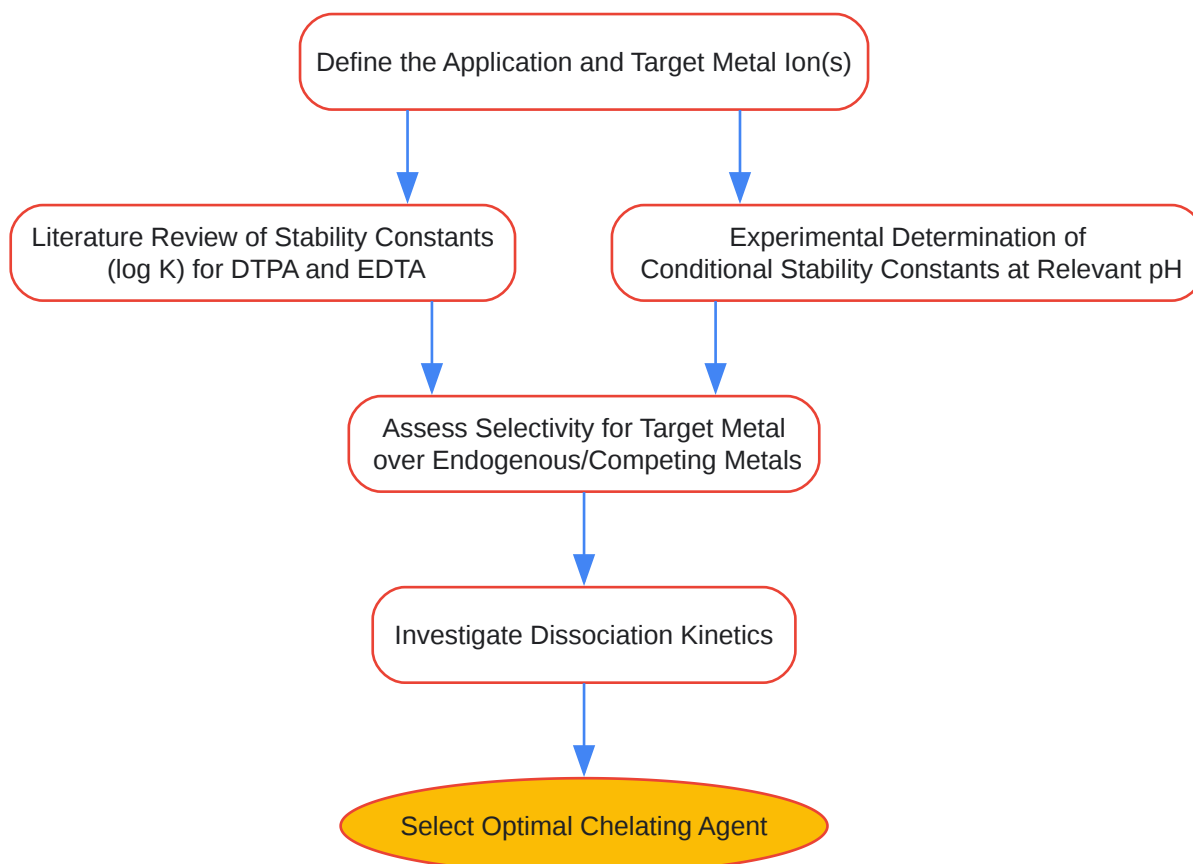 Define the Application and Target Metal Ion(s)
Literature Review of Stability Constants
(log K) for DTPA and EDTA
Experimental Determination of
Conditional Stability Constants at Relevant pH
Assess Selectivity for Target Metal
over Endogenous/Competing Metals
Investigate Dissociation Kinetics
Select Optimal Chelating Agent